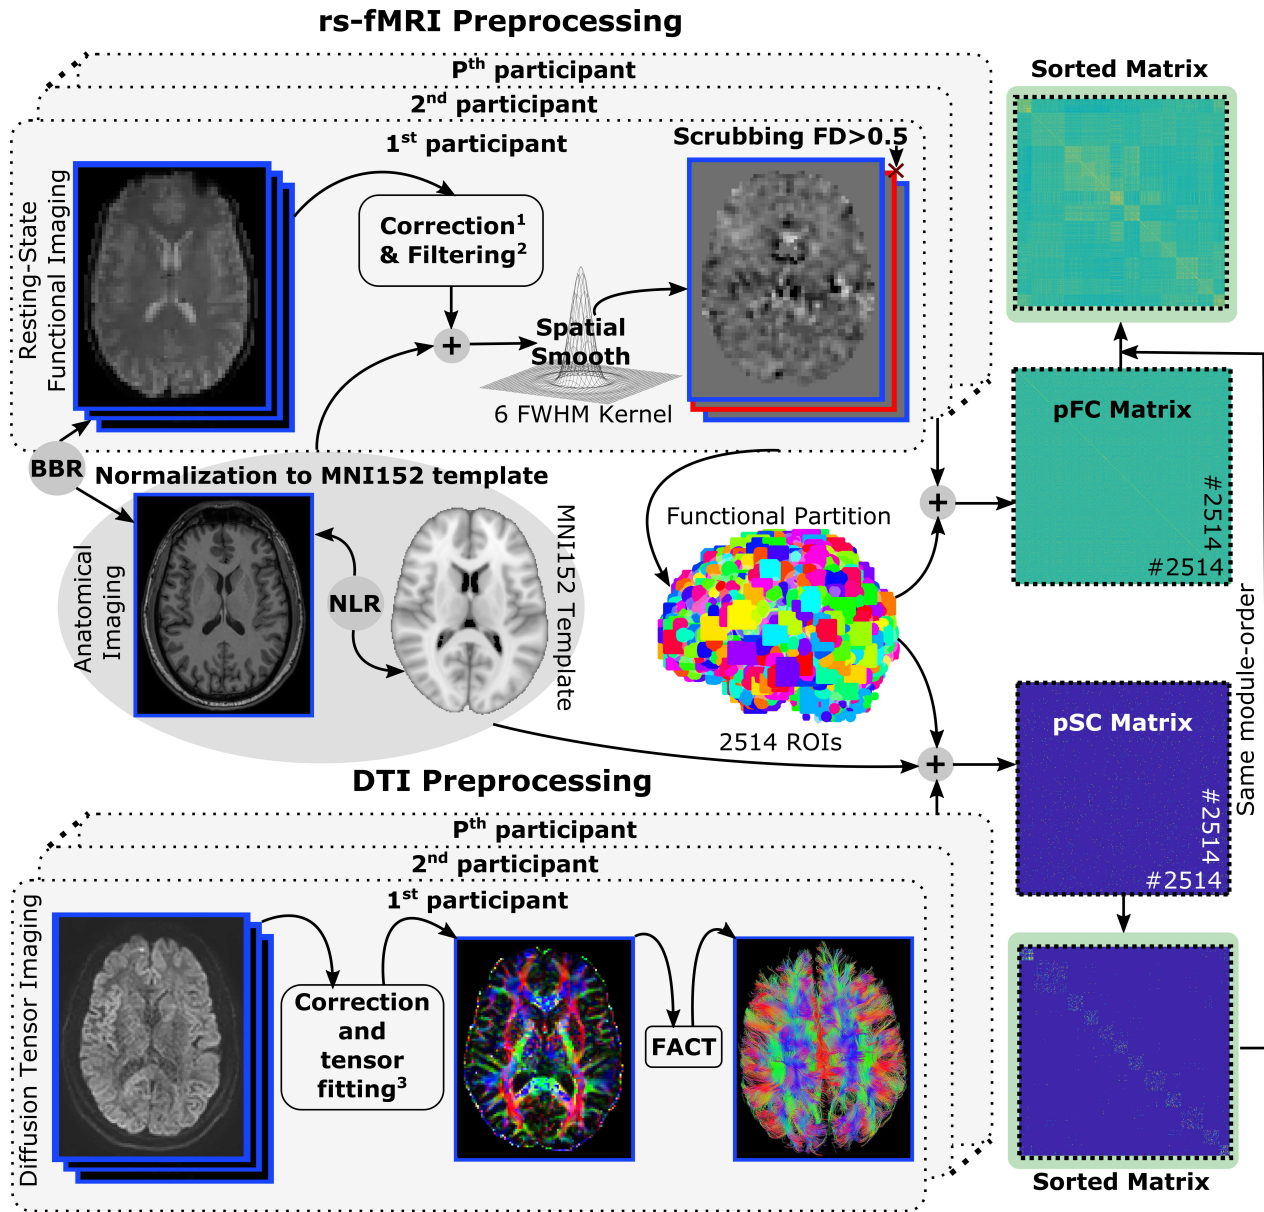 rs-fMRI Preprocessing
Pth participant
2nd participant
1st participant
Scrubbing FD>0.5
Resting-State
Functional Imaging
Correction1
& Filtering2
+
Spatial
Smooth
6 FWHM Kernel
Sorted Matrix
pFC Matrix
#2514
#2514
BBR
Normalization to MNI152 template
Anatomical
Imaging
NLR
MNI152 Template
Functional Partition
2514 ROIs
+
+
pSC Matrix
#2514
#2514
Same module-order
DTI Preprocessing
Pth participant
2nd participant
1st participant
Diffusion Tensor Imaging
Correction
and
tensor
fitting3
FACT
Sorted Matrix